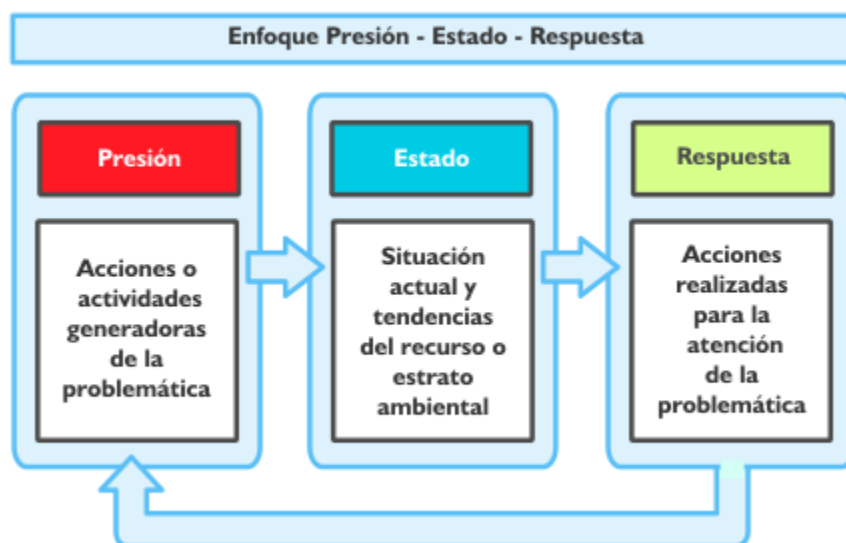 Enfoque Presión - Estado - Respuesta
Presión
Acciones o
actividades
generadoras
de la
problemática
Estado
Situación
actual y
tendencias
del recurso o
estrato
ambiental
Respuesta
Acciones
realizadas
para la
atención
de la
problemática